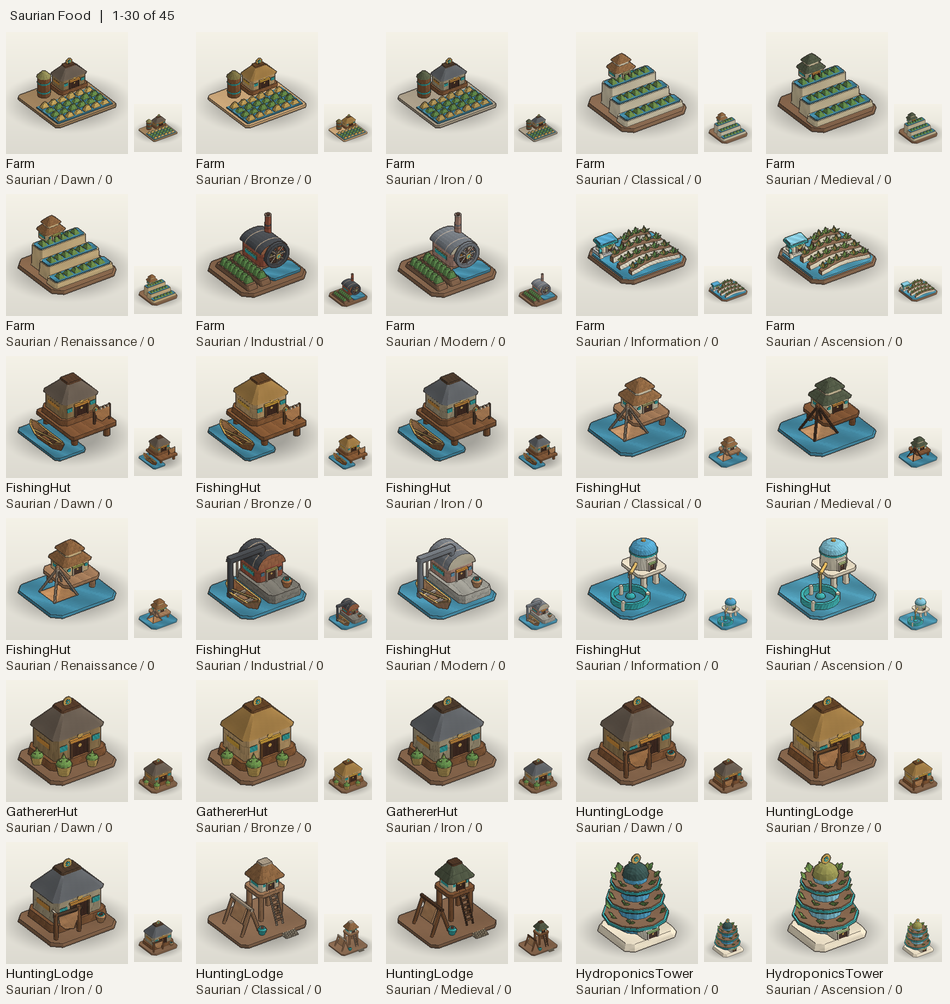 Saurian Food | 1-30 of 45
Farm
Saurian / Dawn / 0
Farm
Saurian / Bronze / 0
Farm
Saurian / Iron / 0
Farm
Saurian / Classical / 0
Farm
Saurian / Medieval / 0
Farm
Saurian / Renaissance / 0
Farm
Saurian / Industrial / 0
Farm
Saurian / Modern / 0
Farm
Saurian / Information / 0
Farm
Saurian / Ascension / 0
FishingHut
Saurian / Dawn / 0
FishingHut
Saurian / Bronze / 0
FishingHut
Saurian / Iron / 0
FishingHut
Saurian / Classical / 0
FishingHut
Saurian / Medieval / 0
FishingHut
Saurian / Renaissance / 0
FishingHut
Saurian / Industrial / 0
FishingHut
Saurian / Modern / 0
FishingHut
Saurian / Information / 0
FishingHut
Saurian / Ascension / 0
GathererHut
Saurian / Dawn / 0
GathererHut
Saurian / Bronze / 0
GathererHut
Saurian / Iron / 0
HuntingLodge
Saurian / Dawn / 0
HuntingLodge
Saurian / Bronze / 0
HuntingLodge
Saurian / Iron / 0
HuntingLodge
Saurian / Classical / 0
HuntingLodge
Saurian / Medieval / 0
HydroponicsTower
Saurian / Information / 0
HydroponicsTower
Saurian / Ascension / 0